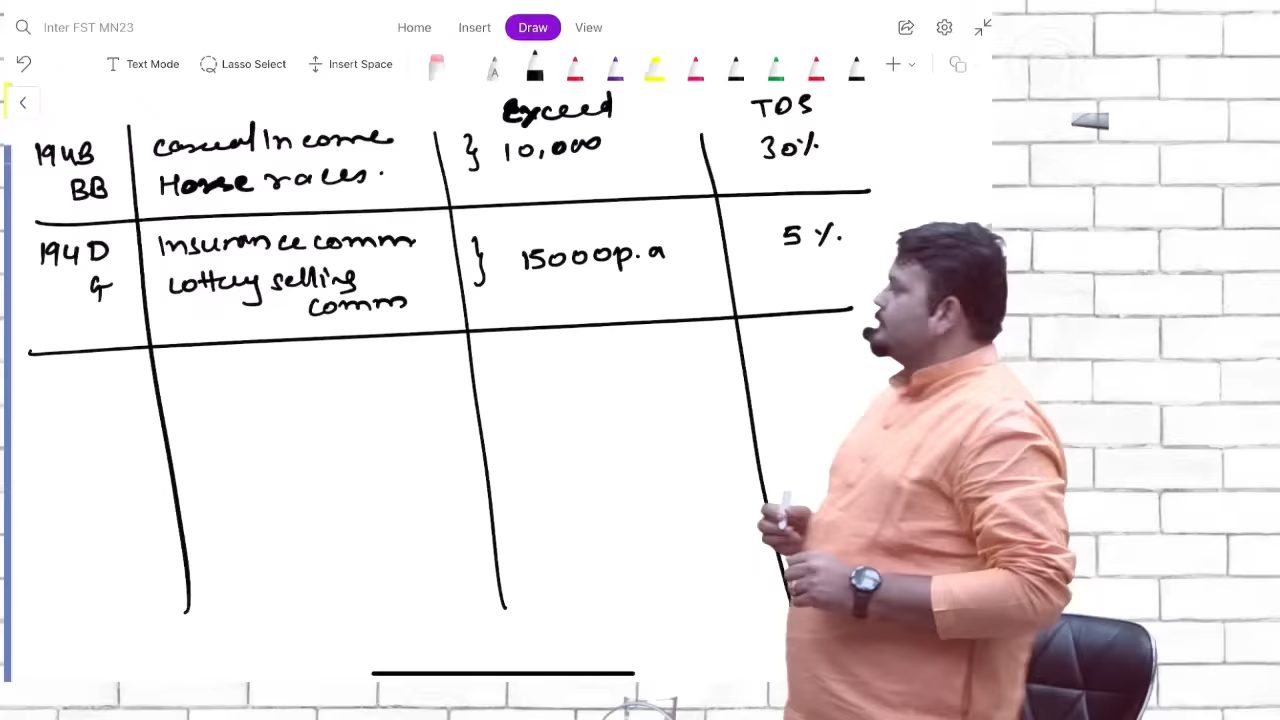 Inter FST MN23
Home Insert Draw View
Text Mode Lasso Select Insert Space
A
Exceed TDS
194B Casual Income } 10,000 30%
BB Horse races.
194D Insurance comm } 15000 p.a 5%.
G Lottery selling
comm